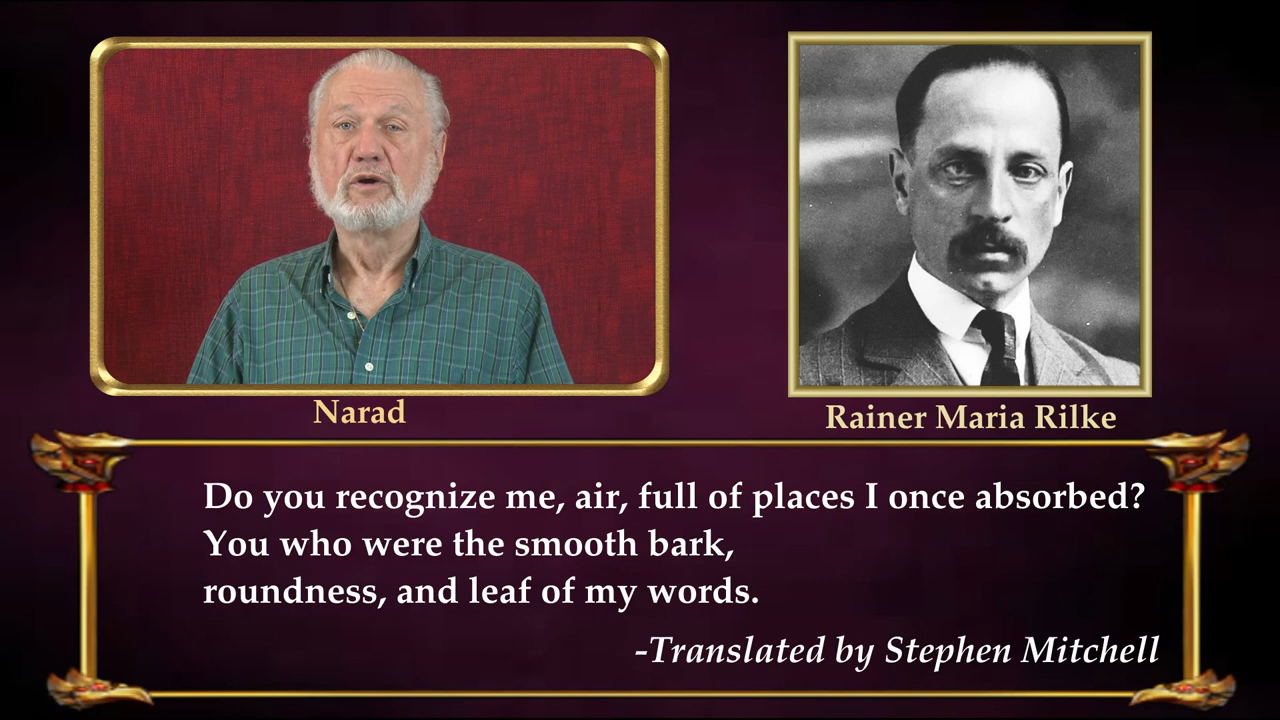 Narad
Rainer Maria Rilke
Do you recognize me, air, full of places I once absorbed?
You who were the smooth bark,
roundness, and leaf of my words.
-Translated by Stephen Mitchell